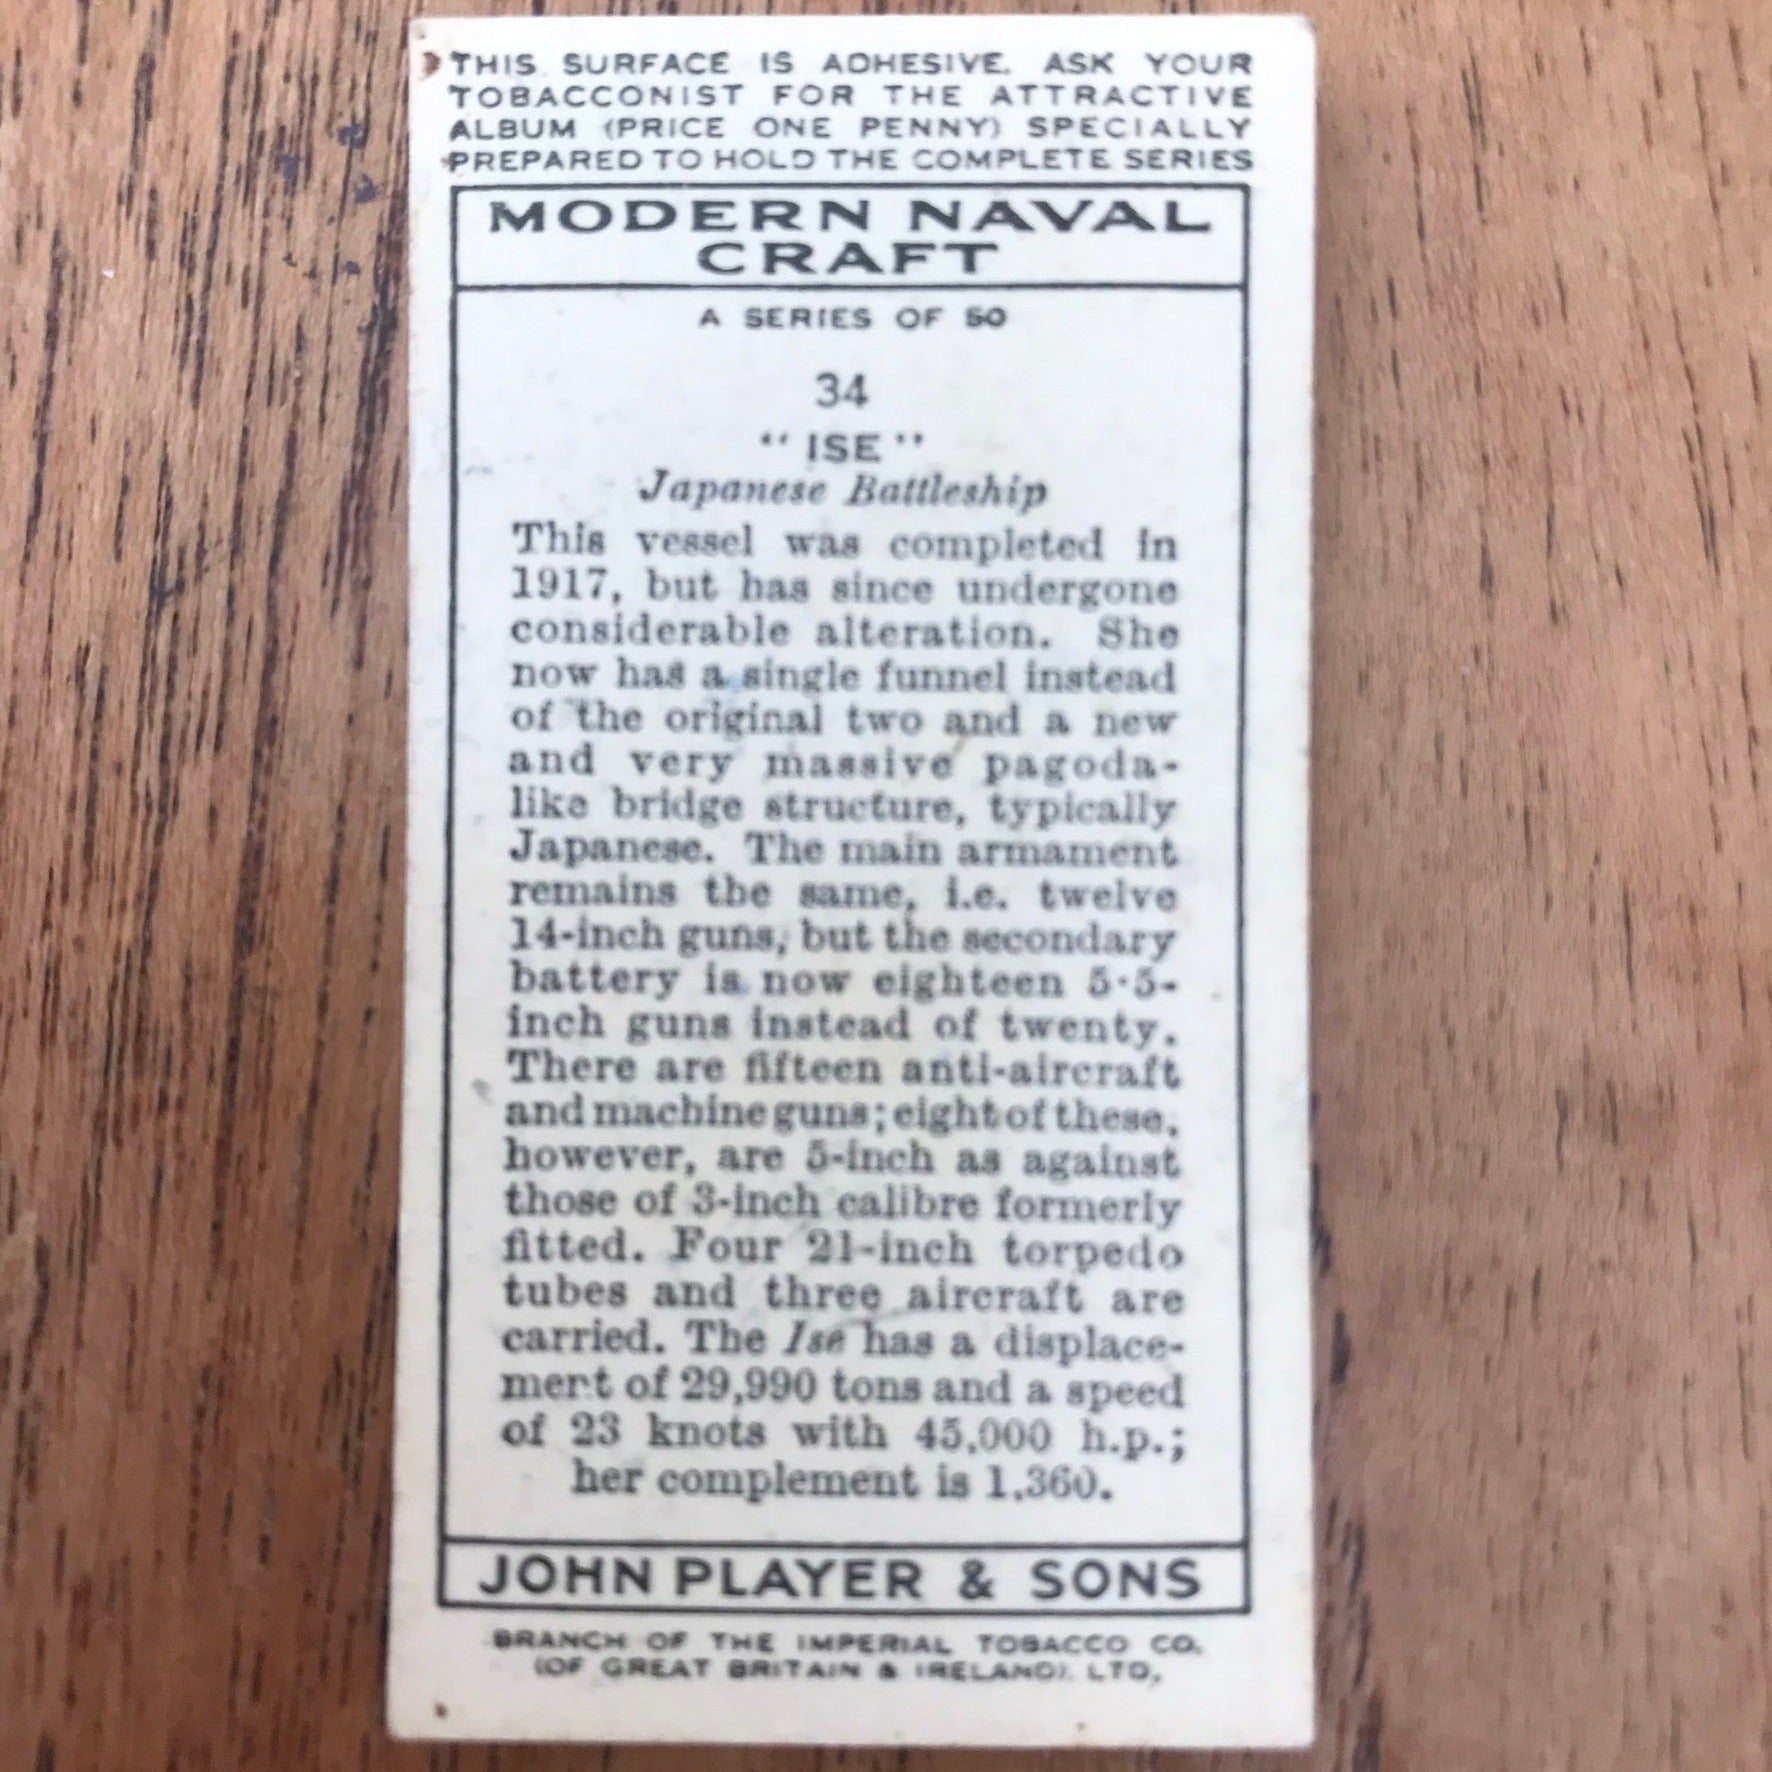 THIS SURFACE IS ADHESIVE. ASK YOUR
TOBACCONIST FOR THE ATTRACTIVE
ALBUM (PRICE ONE PENNY) SPECIALLY
PREPARED TO HOLD THE COMPLETE SERIES
MODERN NAVAL
CRAFT
A SERIES OF 50
34
"ISE"
Japanese Battleship
This vessel was completed in
1917, but has since undergone
considerable alteration. She
now has a single funnel instead
of the original two and a new
and very massive pagoda-
like bridge structure, typically
Japanese. The main armament
remains the same, i.e. twelve
14-inch guns, but the secondary
battery is now eighteen 5·5-
inch guns instead of twenty.
There are fifteen anti-aircraft
and machine guns; eight of these,
however, are 5-inch as against
those of 3-inch calibre formerly
fitted. Four 21-inch torpedo
tubes and three aircraft are
carried. The Ise has a displace-
ment of 29,990 tons and a speed
of 23 knots with 45,000 h.p.;
her complement is 1,360.
JOHN PLAYER & SONS
BRANCH OF THE IMPERIAL TOBACCO CO.
(OF GREAT BRITAIN & IRELAND), LTD.